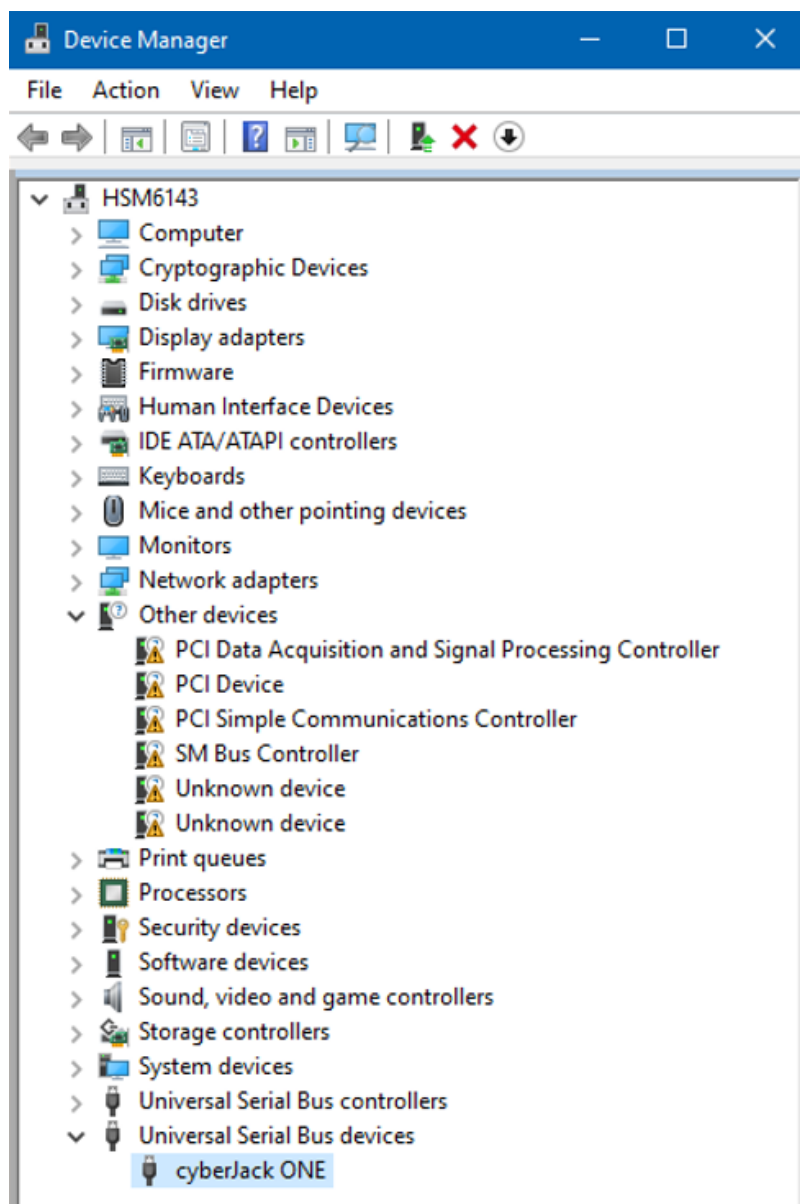 Device Manager
File Action View Help
HSM6143
Computer
Cryptographic Devices
Disk drives
Display adapters
Firmware
Human Interface Devices
IDE ATA/ATAPI controllers
Keyboards
Mice and other pointing devices
Monitors
Network adapters
Other devices
PCI Data Acquisition and Signal Processing Controller
PCI Device
PCI Simple Communications Controller
SM Bus Controller
Unknown device
Unknown device
Print queues
Processors
Security devices
Software devices
Sound, video and game controllers
Storage controllers
System devices
Universal Serial Bus controllers
Universal Serial Bus devices
cyberJack ONE